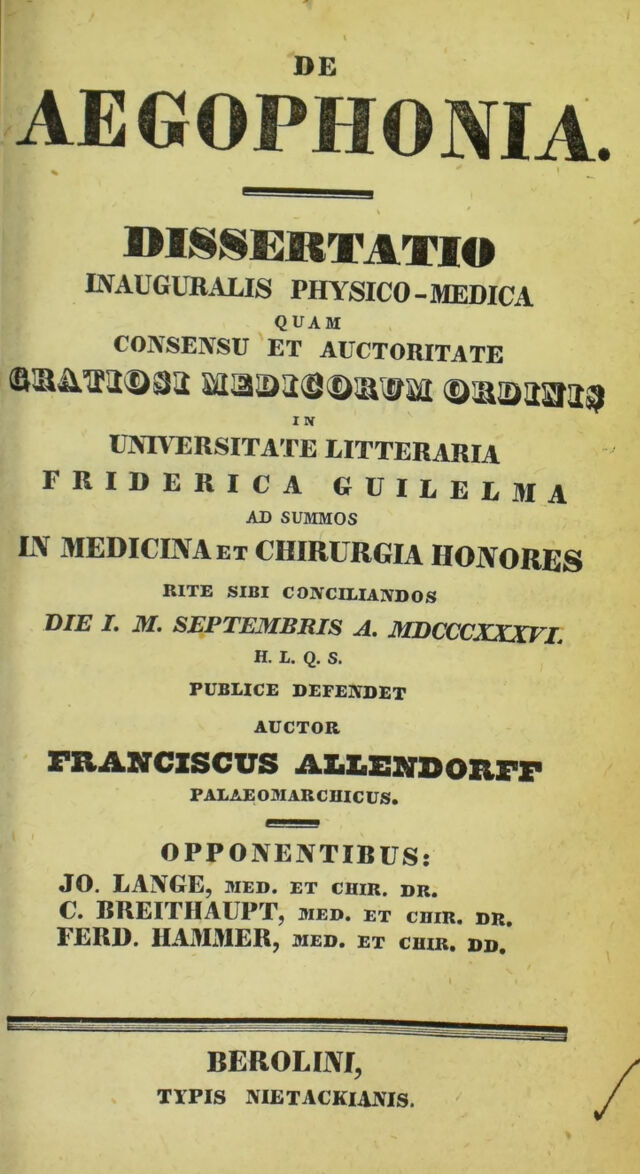 DE
AEGOPHONIA.
DISSERTATIO
INAUGURALIS PHYSICO-MEDICA
QUAM
CONSENSU ET AUCTORITATE
GRATIOSI MEDICORUM ORDINIS
IN
UNIVERSITATE LITTERARIA
FRIDERICA GUILELMA
AD SUMMOS
IN MEDICINA ET CHIRURGIA HONORES
RITE SIBI CONCILIANDOS
DIE I. M. SEPTEMBRIS A. MDCCCXXXVI.
H. L. Q. S.
PUBLICE DEFENDET
AUCTOR
FRANCISCUS ALLENDORFF
PALAEOMARCHICUS.
OPPONENTIBUS:
JO. LANGE, MED. ET CHIR. DR.
C. BREITHAUPT, MED. ET CHIR. DR.
FERD. HAMMER, MED. ET CHIR. DD.
BEROLINI,
TYPIS NIETACKIANIS.